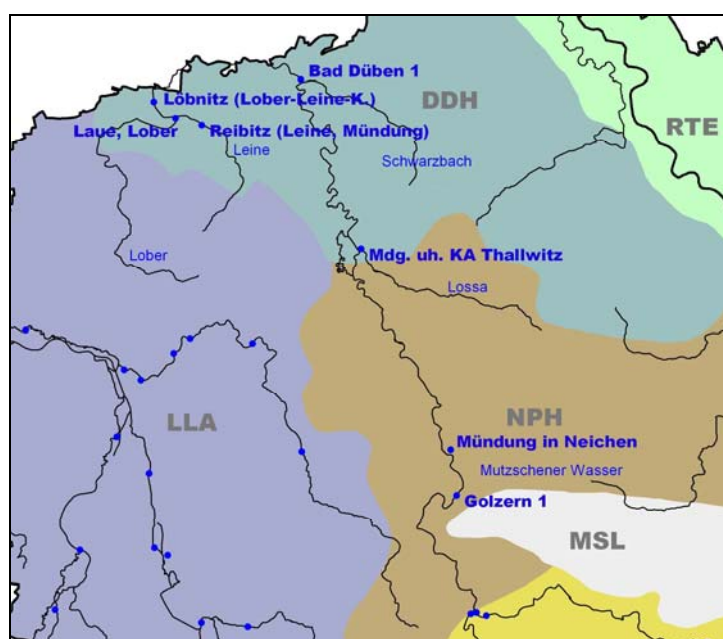 Bad Düben 1
DDH
Löbnitz (Lober-Leine-K.)
RTE
Laue, Lober
Reibitz (Leine, Mündung)
Leine
Schwarzbach
Lober
Mdg. uh. KA Thallwitz
Lossa
LLA
NPH
Mündung in Neichen
Mutzschener Wasser
Golzern 1
MSL